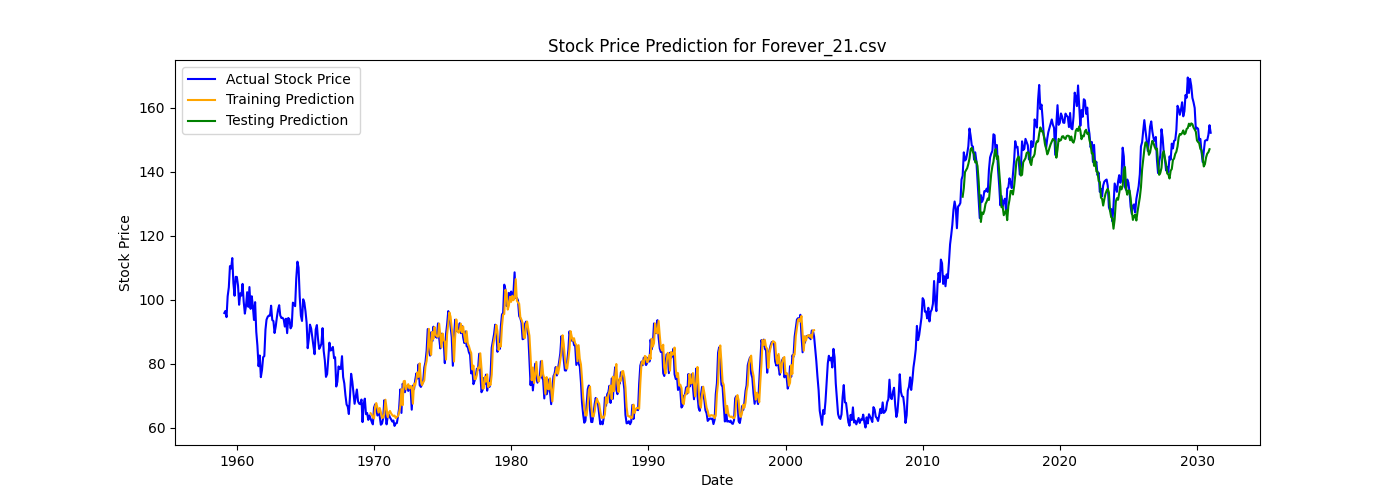 Stock Price Prediction for Forever_21.csv
Actual Stock Price
Training Prediction
Testing Prediction
Stock Price
160
140
120
100
80
60
1960 1970 1980 1990 2000 2010 2020 2030
Date